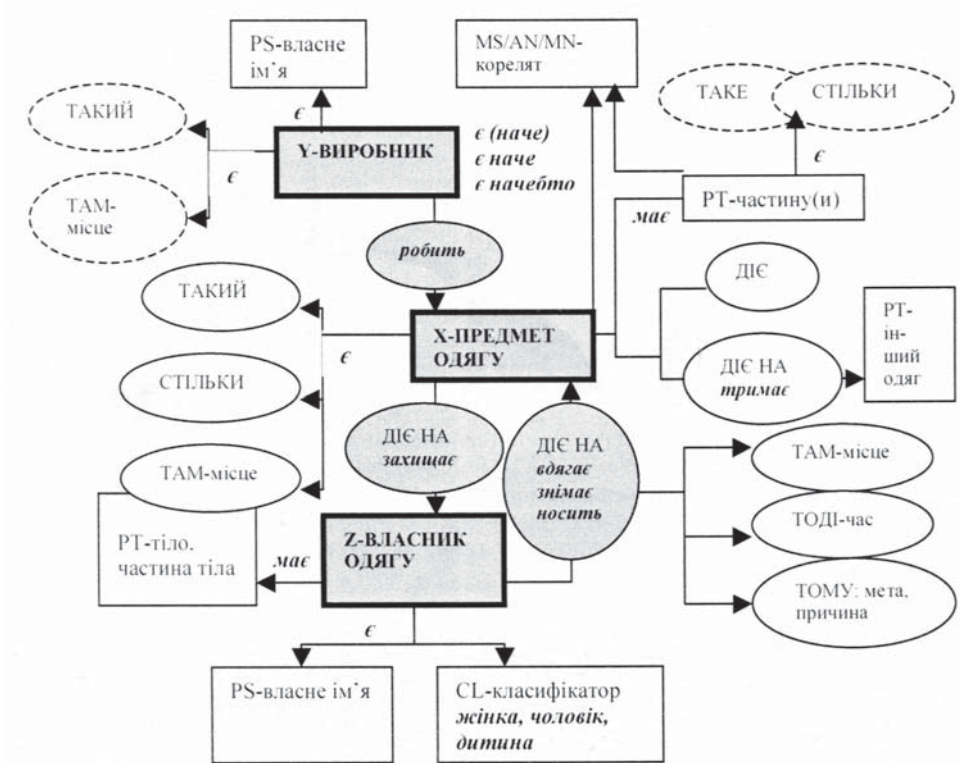 PS-власне
ім᾽я
MS/AN/MN-
корелят
ТАКИЙ
ТАКЕ
СТІЛЬКИ
є
Y-ВИРОБНИК
є (наче)
є наче
є начебто
є
є
ТАМ-
місце
має
РТ-частину(и)
робить
ТАКИЙ
ДІЄ
Х-ПРЕДМЕТ
ОДЯГУ
є
РТ-
ін-
ший
одяг
СТІЛЬКИ
ДІЄ НА
тримає
ДІЄ НА
захищає
ДІЄ НА
вдягає
знімає
носить
ТАМ-місце
ТАМ-місце
ТОДІ-час
РТ-тіло.
частина тіла
має
Z-ВЛАСНИК
ОДЯГУ
ТОМУ: мета.
причина
є
PS-власне ім᾽я
CL-класифікатор
жінка, чоловік,
дитина